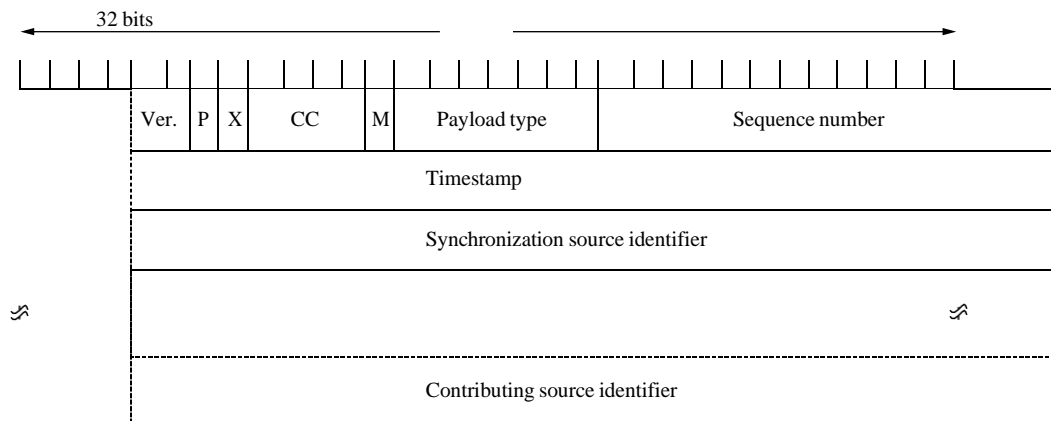 32 bits
Ver. P X CC M Payload type Sequence number
Timestamp
Synchronization source identifier
Contributing source identifier